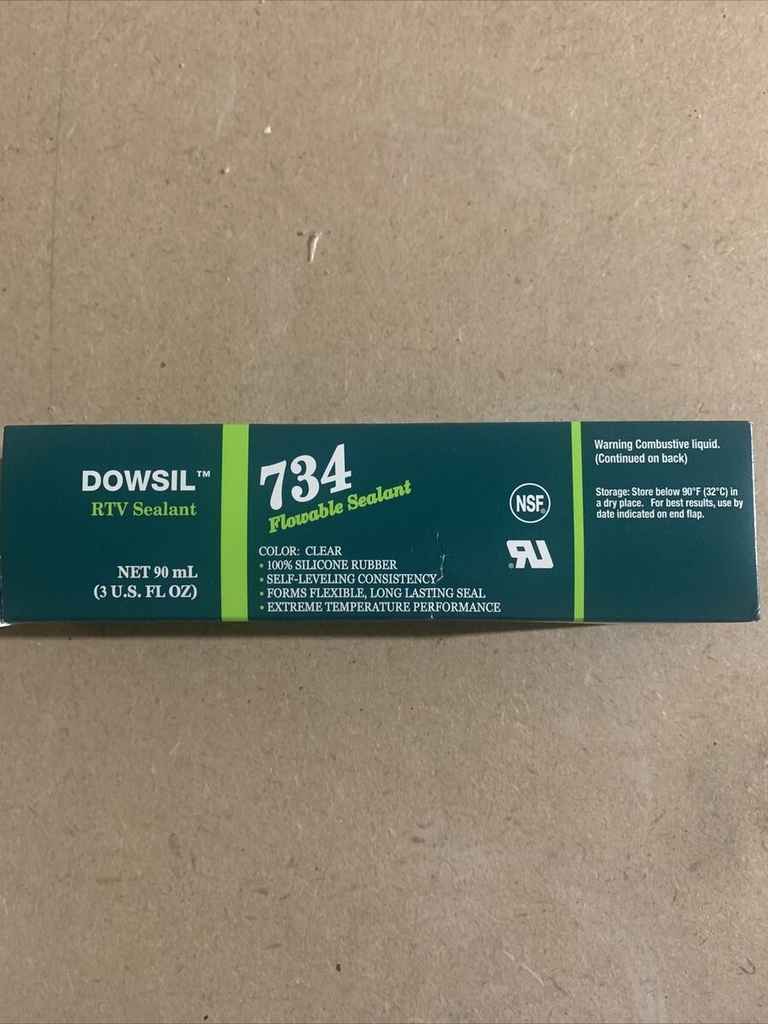 DOWSIL™
RTV Sealant
NET 90 mL
(3 U.S. FL OZ)
734
Flowable Sealant
COLOR: CLEAR
• 100% SILICONE RUBBER
• SELF-LEVELING CONSISTENCY
• FORMS FLEXIBLE, LONG LASTING SEAL
• EXTREME TEMPERATURE PERFORMANCE
NSF®
®RU
Warning Combustive liquid.
(Continued on back)
Storage: Store below 90°F (32°C) in
a dry place. For best results, use by
date indicated on end flap.